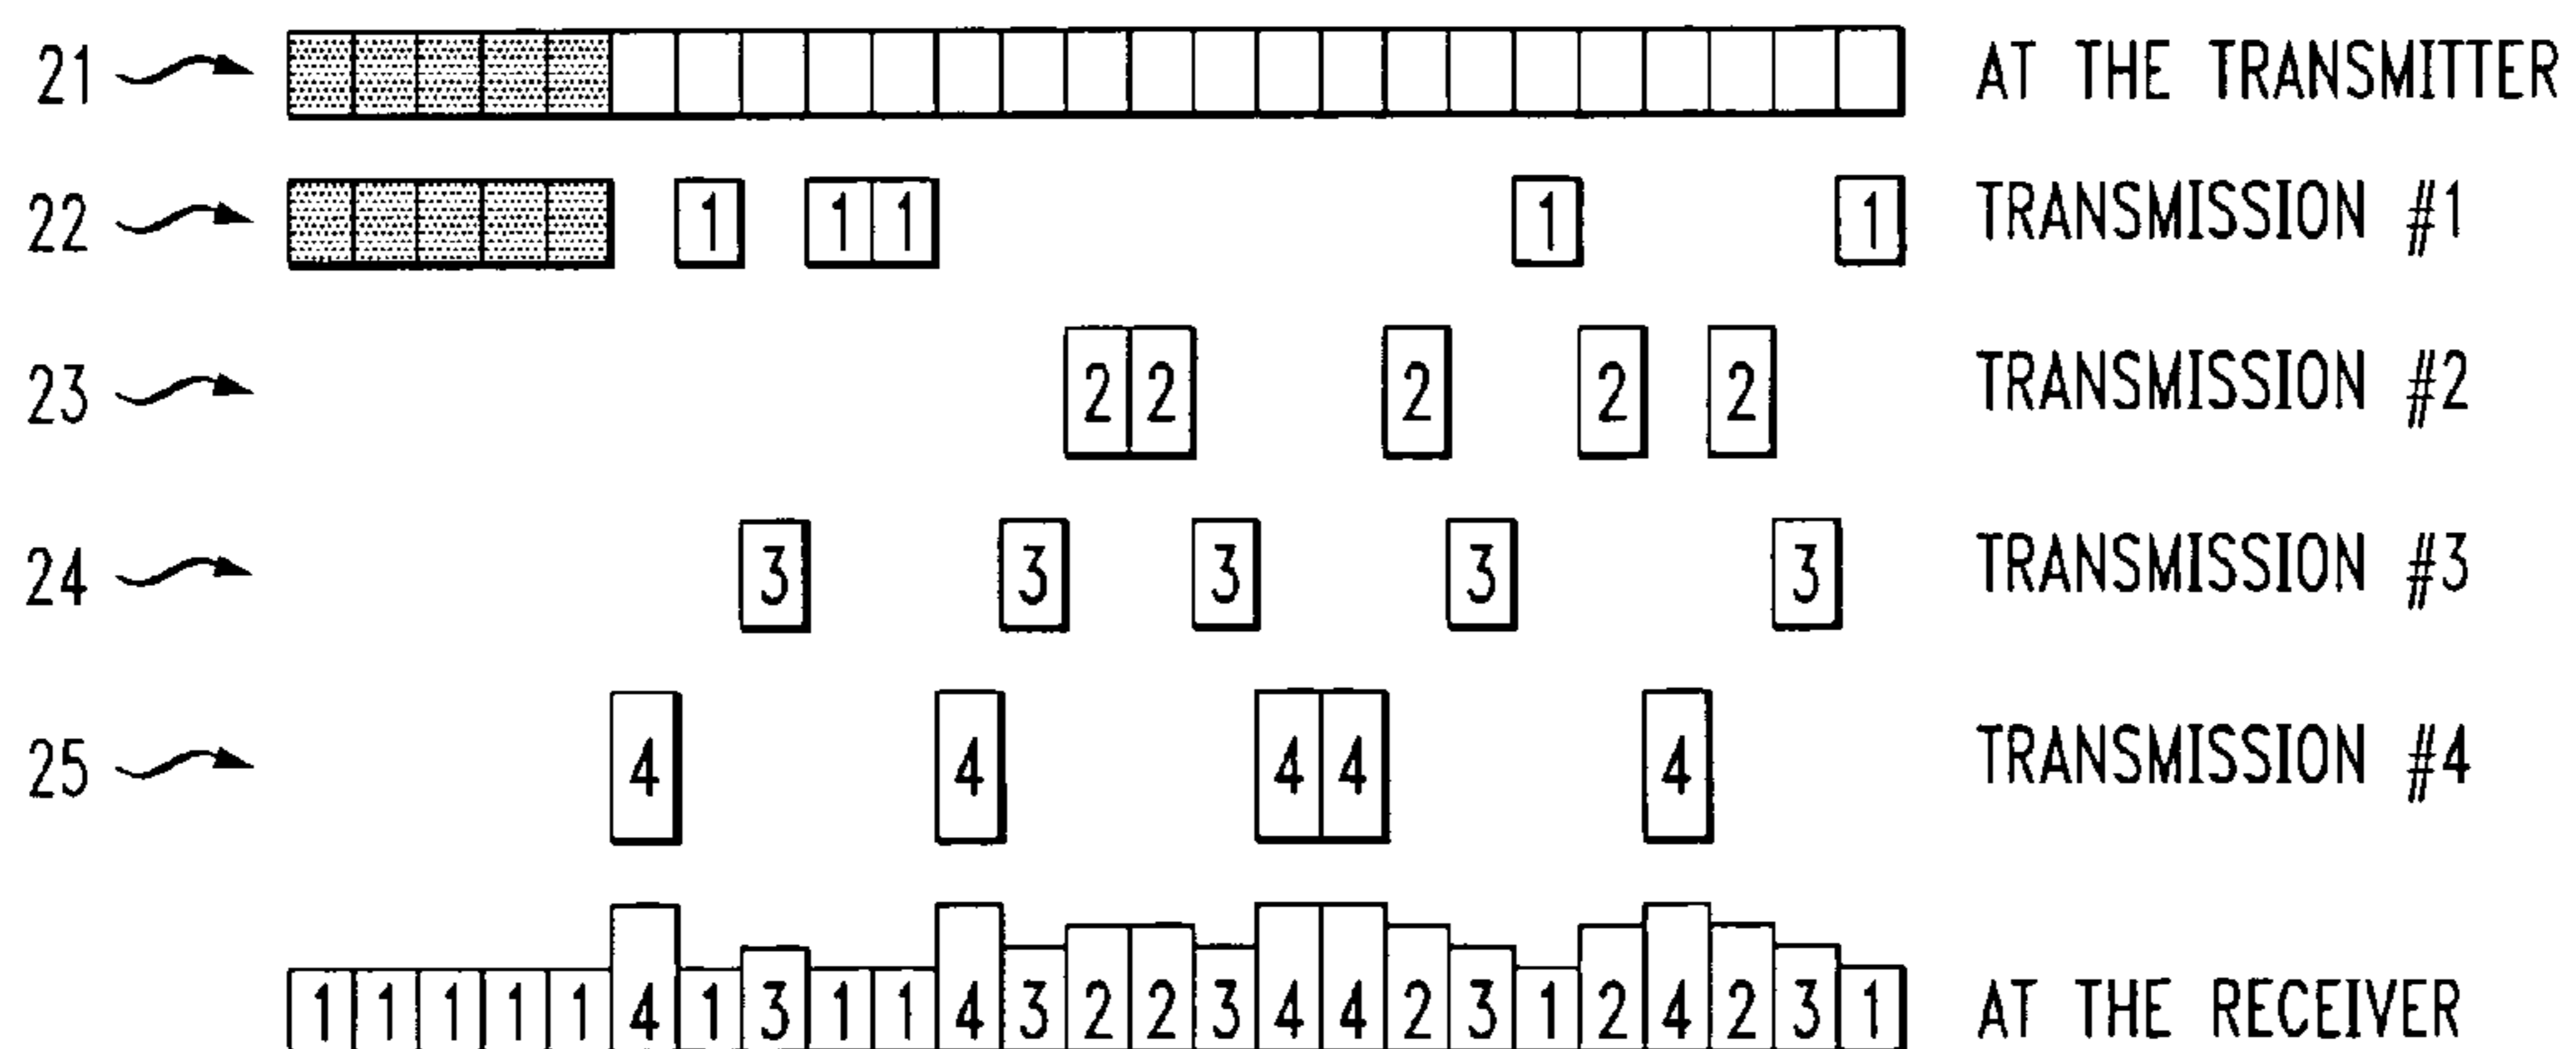 21 AT THE TRANSMITTER
22 1 1 1 1 1 TRANSMISSION #1
23 2 2 2 2 2 TRANSMISSION #2
24 3 3 3 3 3 TRANSMISSION #3
25 4 4 4 4 4 TRANSMISSION #4
1 1 1 1 1 4 1 3 1 1 4 3 2 2 3 4 4 2 3 1 2 4 2 3 1 AT THE RECEIVER